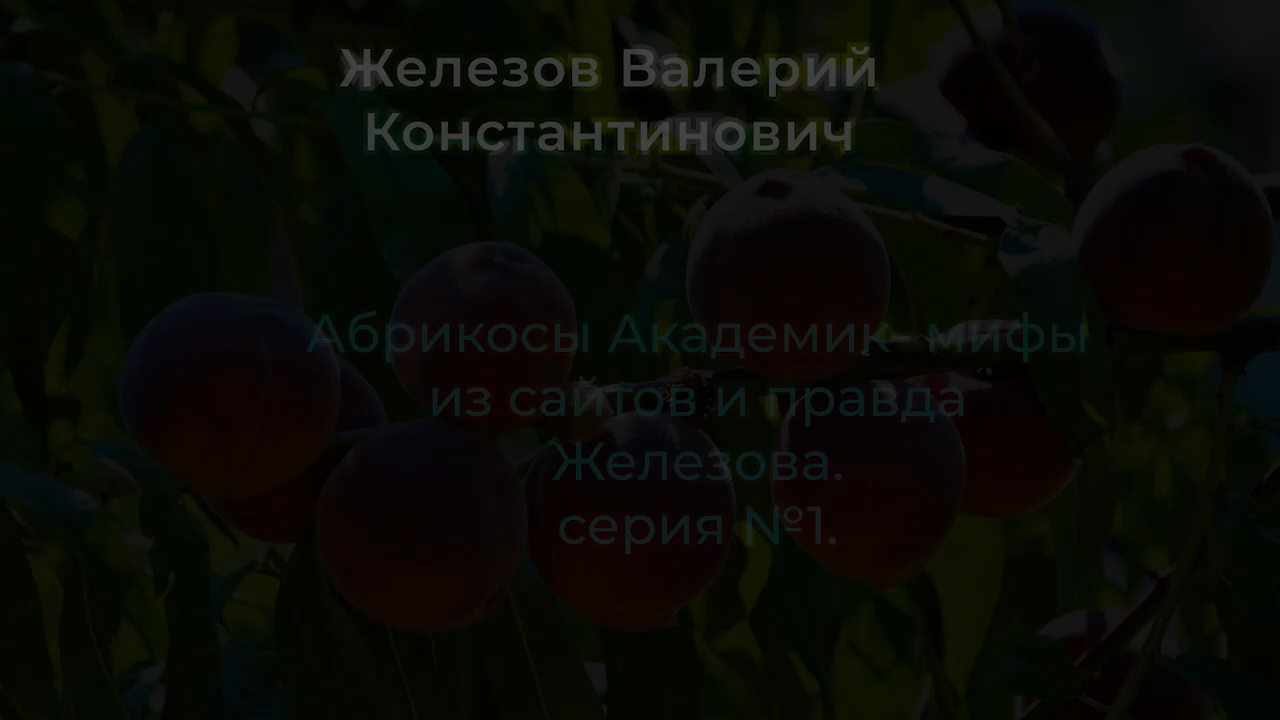 Железов Валерий
Константинович
Абрикосы Академик- мифы
из сайтов и правда
Железова.
серия №1.